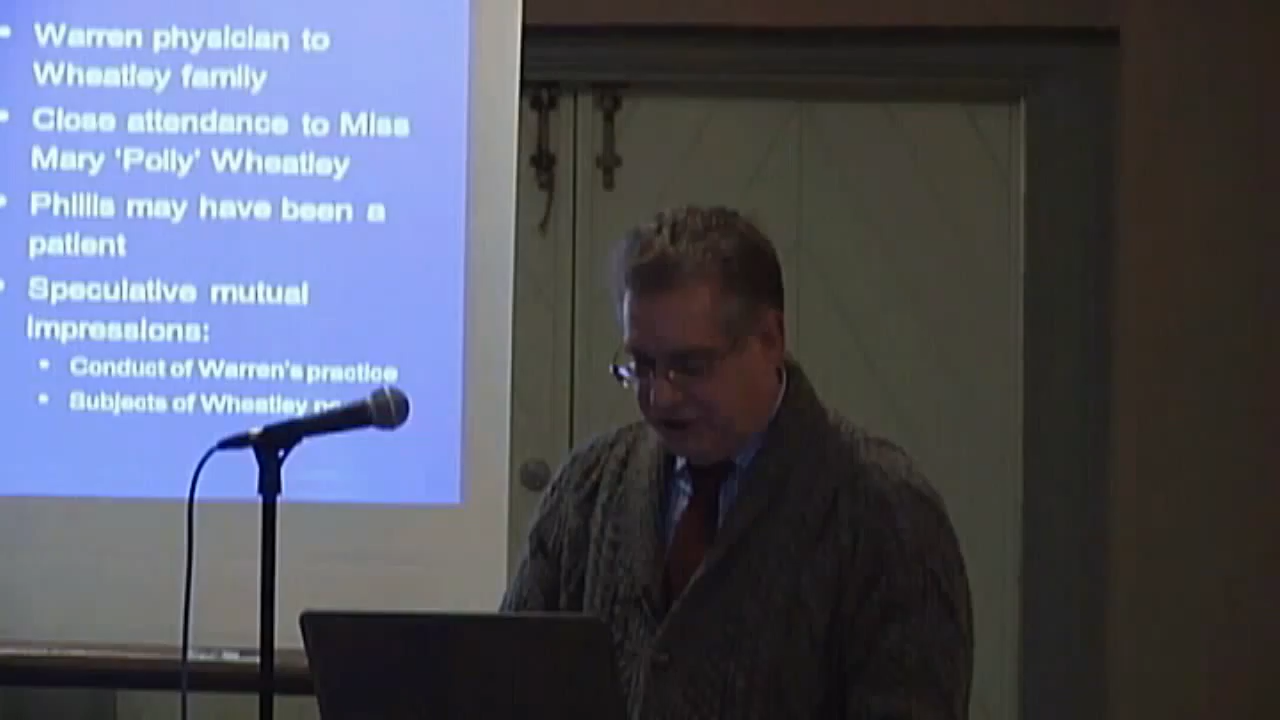 • Warren physician to
Wheatley family
• Close attendance to Miss
Mary 'Polly' Wheatley
• Phillis may have been a
patient
• Speculative mutual
impressions:
• Conduct of Warren's practice
• Subjects of Wheatley